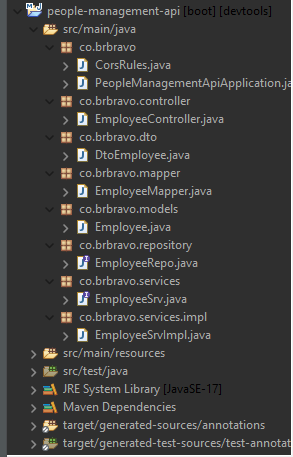 people-management-api [boot] [devtools]
src/main/java
co.brbravo
CorsRules.java
PeopleManagementApiApplication.ja
co.brbravo.controller
EmployeeController.java
co.brbravo.dto
DtoEmployee.java
co.brbravo.mapper
EmployeeMapper.java
co.brbravo.models
Employee.java
co.brbravo.repository
EmployeeRepo.java
co.brbravo.services
EmployeeSrv.java
co.brbravo.services.impl
EmployeeSrvImpl.java
src/main/resources
src/test/java
JRE System Library [JavaSE-17]
Maven Dependencies
target/generated-sources/annotations
target/generated-test-sources/test-annotat